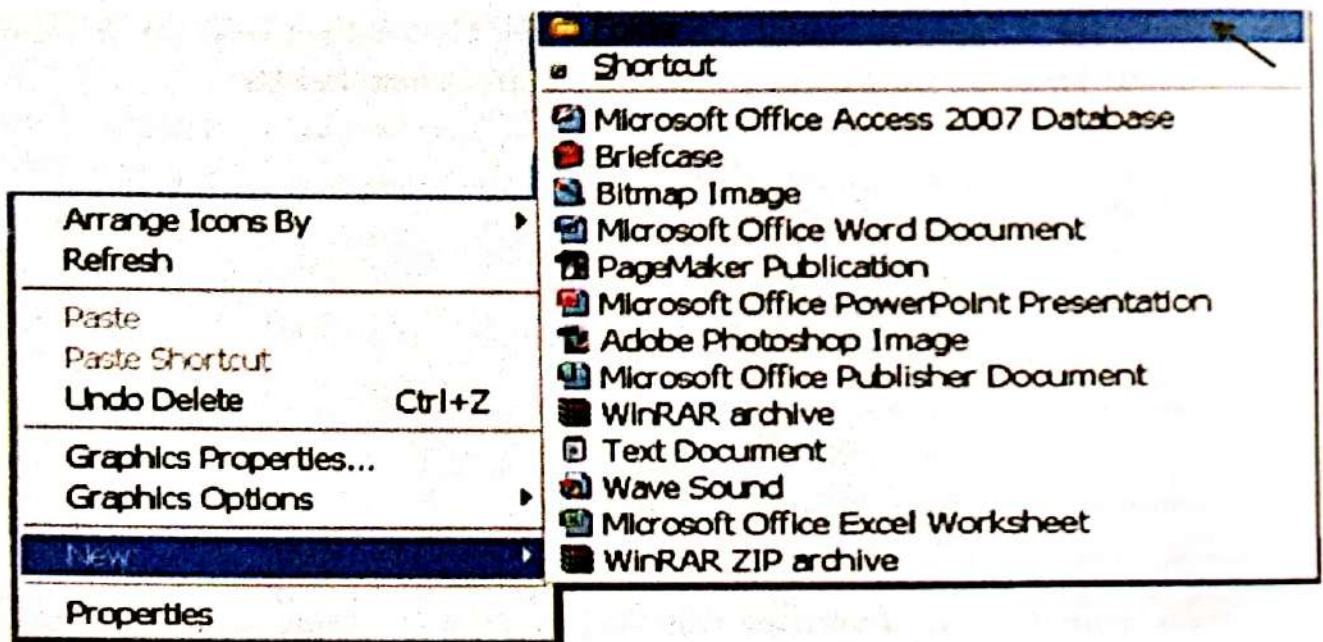 Folder
Shortcut
Microsoft Office Access 2007 Database
Briefcase
Bitmap Image
Microsoft Office Word Document
PageMaker Publication
Microsoft Office PowerPoint Presentation
Adobe Photoshop Image
Microsoft Office Publisher Document
WinRAR archive
Text Document
Wave Sound
Microsoft Office Excel Worksheet
WinRAR ZIP archive
Arrange Icons By
Refresh
Paste
Paste Shortcut
Undo Delete Ctrl+Z
Graphics Properties...
Graphics Options
New
Properties